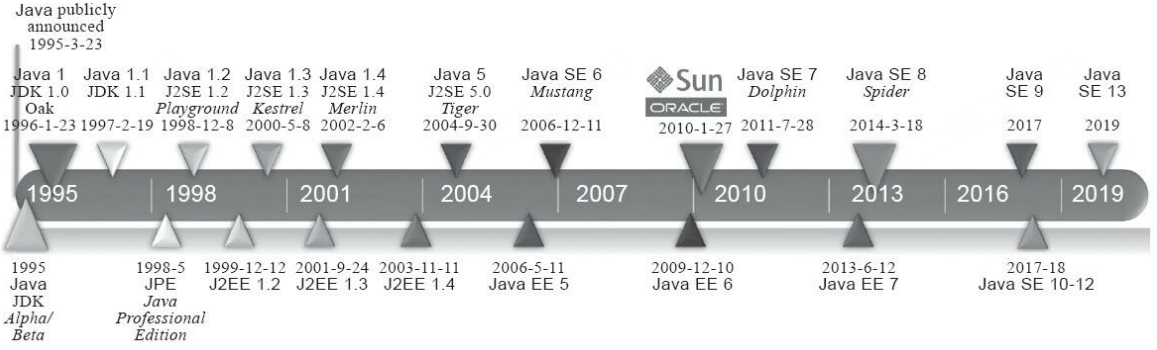 Java publicly
announced
1995-3-23
Java 1
JDK 1.0
Oak
1996-1-23
Java 1.1
JDK 1.1
1997-2-19
Java 1.2
J2SE 1.2
Playground
1998-12-8
Java 1.3
J2SE 1.3
Kestrel
2000-5-8
Java 1.4
J2SE 1.4
Merlin
2002-2-6
Java 5
J2SE 5.0
Tiger
2004-9-30
Java SE 6
Mustang
2006-12-11
Sun
ORACLE
2010-1-27
Java SE 7
Dolphin
2011-7-28
Java SE 8
Spider
2014-3-18
Java
SE 9
2017
Java
SE 13
2019
1995 1998 2001 2004 2007 2010 2013 2016 2019
1995
Java
JDK
Alpha/
Beta
1998-5
JPE
Java
Professional
Edition
1999-12-12
J2EE 1.2
2001-9-24
J2EE 1.3
2003-11-11
J2EE 1.4
2006-5-11
Java EE 5
2009-12-10
Java EE 6
2013-6-12
Java EE 7
2017-18
Java SE 10-12